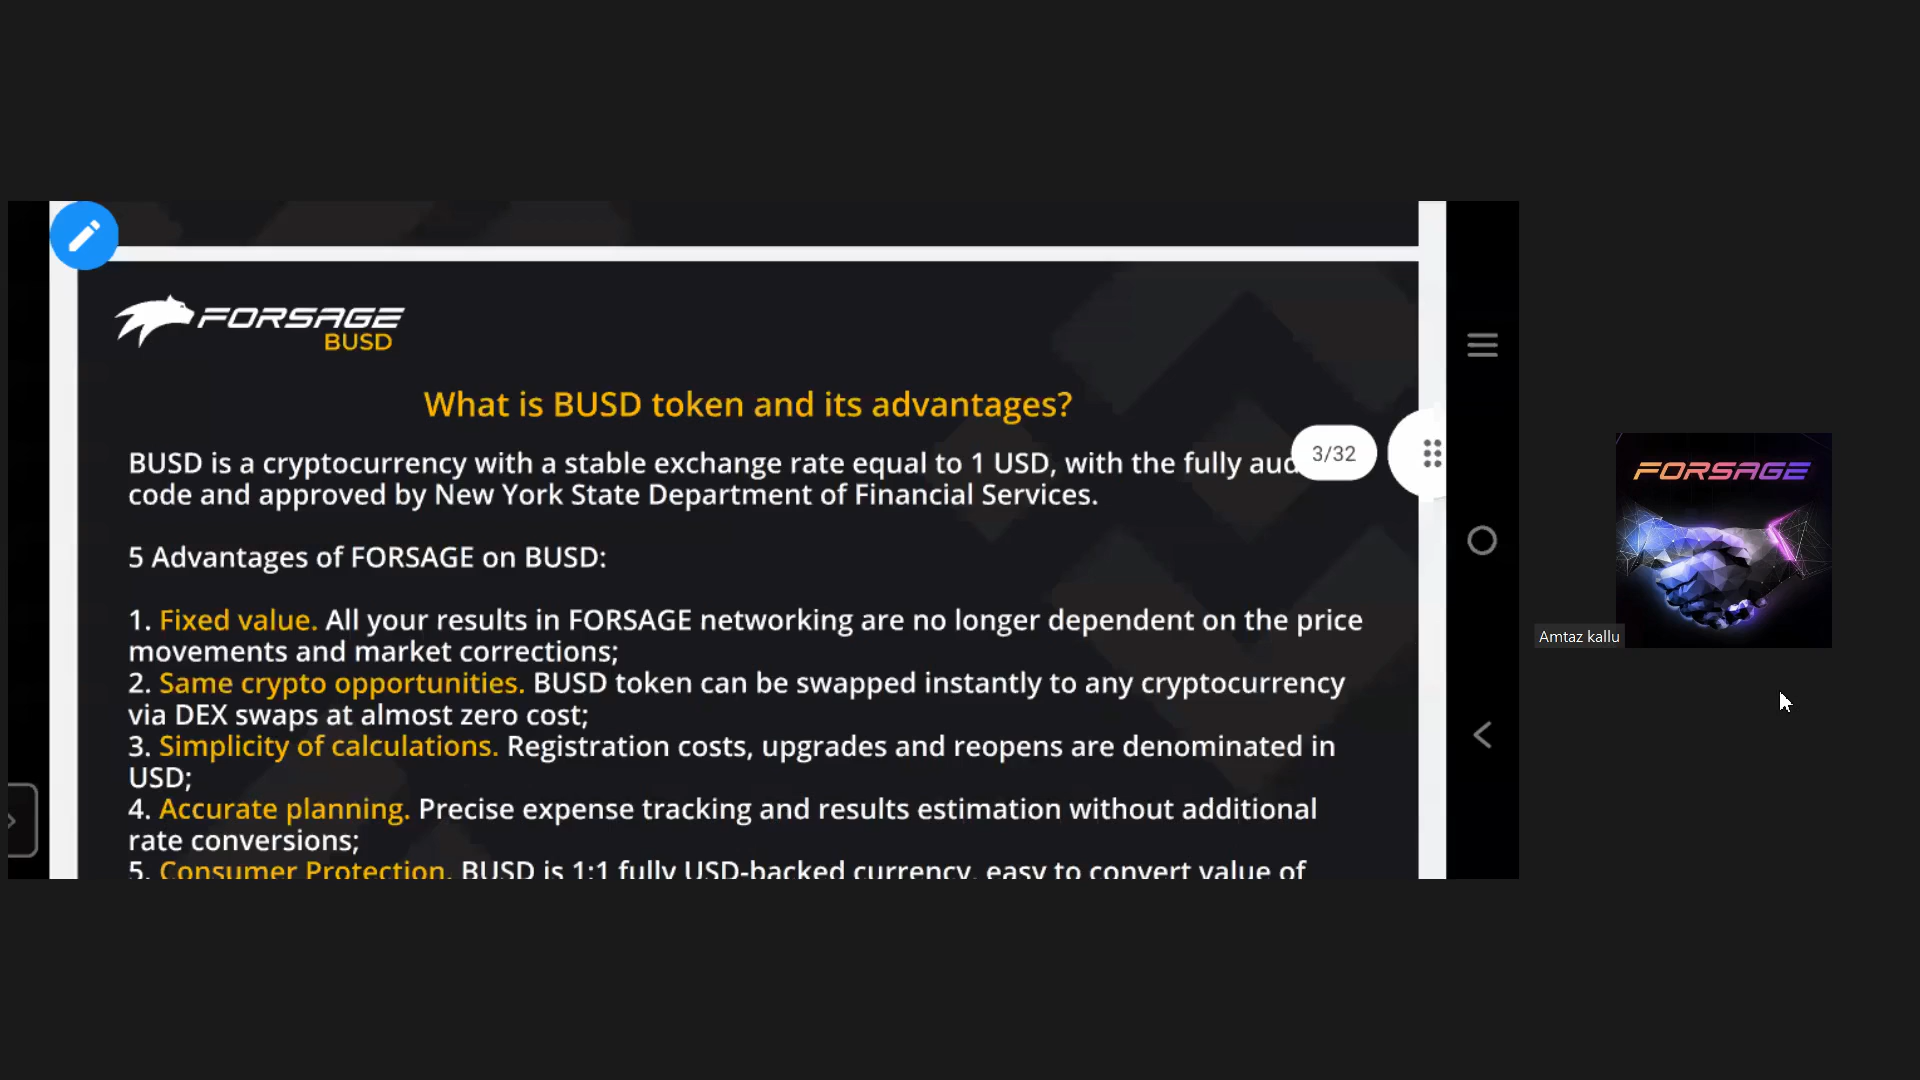 FORSAGE
BUSD
What is BUSD token and its advantages?
BUSD is a cryptocurrency with a stable exchange rate equal to 1 USD, with the fully
code and approved by New York State Department of Financial Services.
3/32
5 Advantages of FORSAGE on BUSD:
1. Fixed value. All your results in FORSAGE networking are no longer dependent on the price
movements and market corrections;
2. Same crypto opportunities. BUSD token can be swapped instantly to any cryptocurrency
via DEX swaps at almost zero cost;
3. Simplicity of calculations. Registration costs, upgrades and reopens are denominated in
USD;
4. Accurate planning. Precise expense tracking and results estimation without additional
rate conversions;
5. Consumer Protection. BUSD is 1:1 fully USD-backed currency, easy to convert value of
FORSAGE
Amtaz kallu